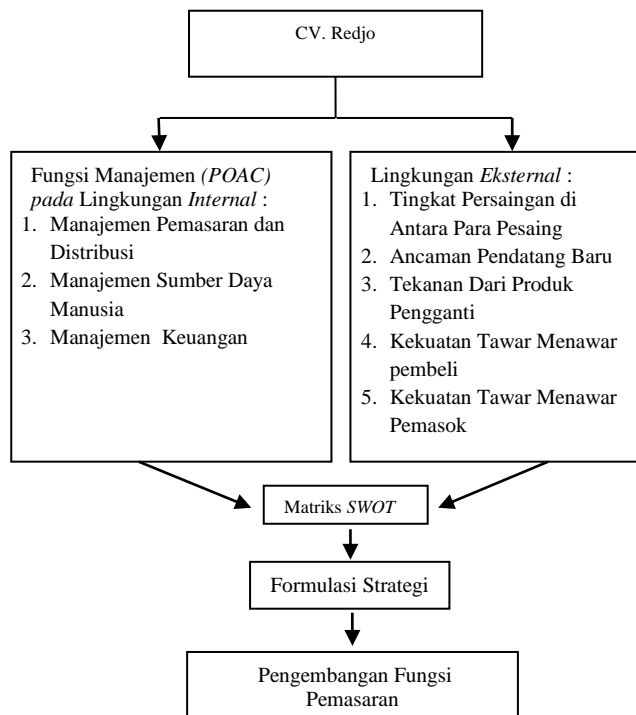 CV. Redjo
Fungsi Manajemen (POAC)
pada Lingkungan Internal :
1. Manajemen Pemasaran dan
Distribusi
2. Manajemen Sumber Daya
Manusia
3. Manajemen Keuangan
Lingkungan Eksternal :
1. Tingkat Persaingan di
Antara Para Pesaing
2. Ancaman Pendatang Baru
3. Tekanan Dari Produk
Pengganti
4. Kekuatan Tawar Menawar
pembeli
5. Kekuatan Tawar Menawar
Pemasok
Matriks SWOT
Formulasi Strategi
Pengembangan Fungsi
Pemasaran